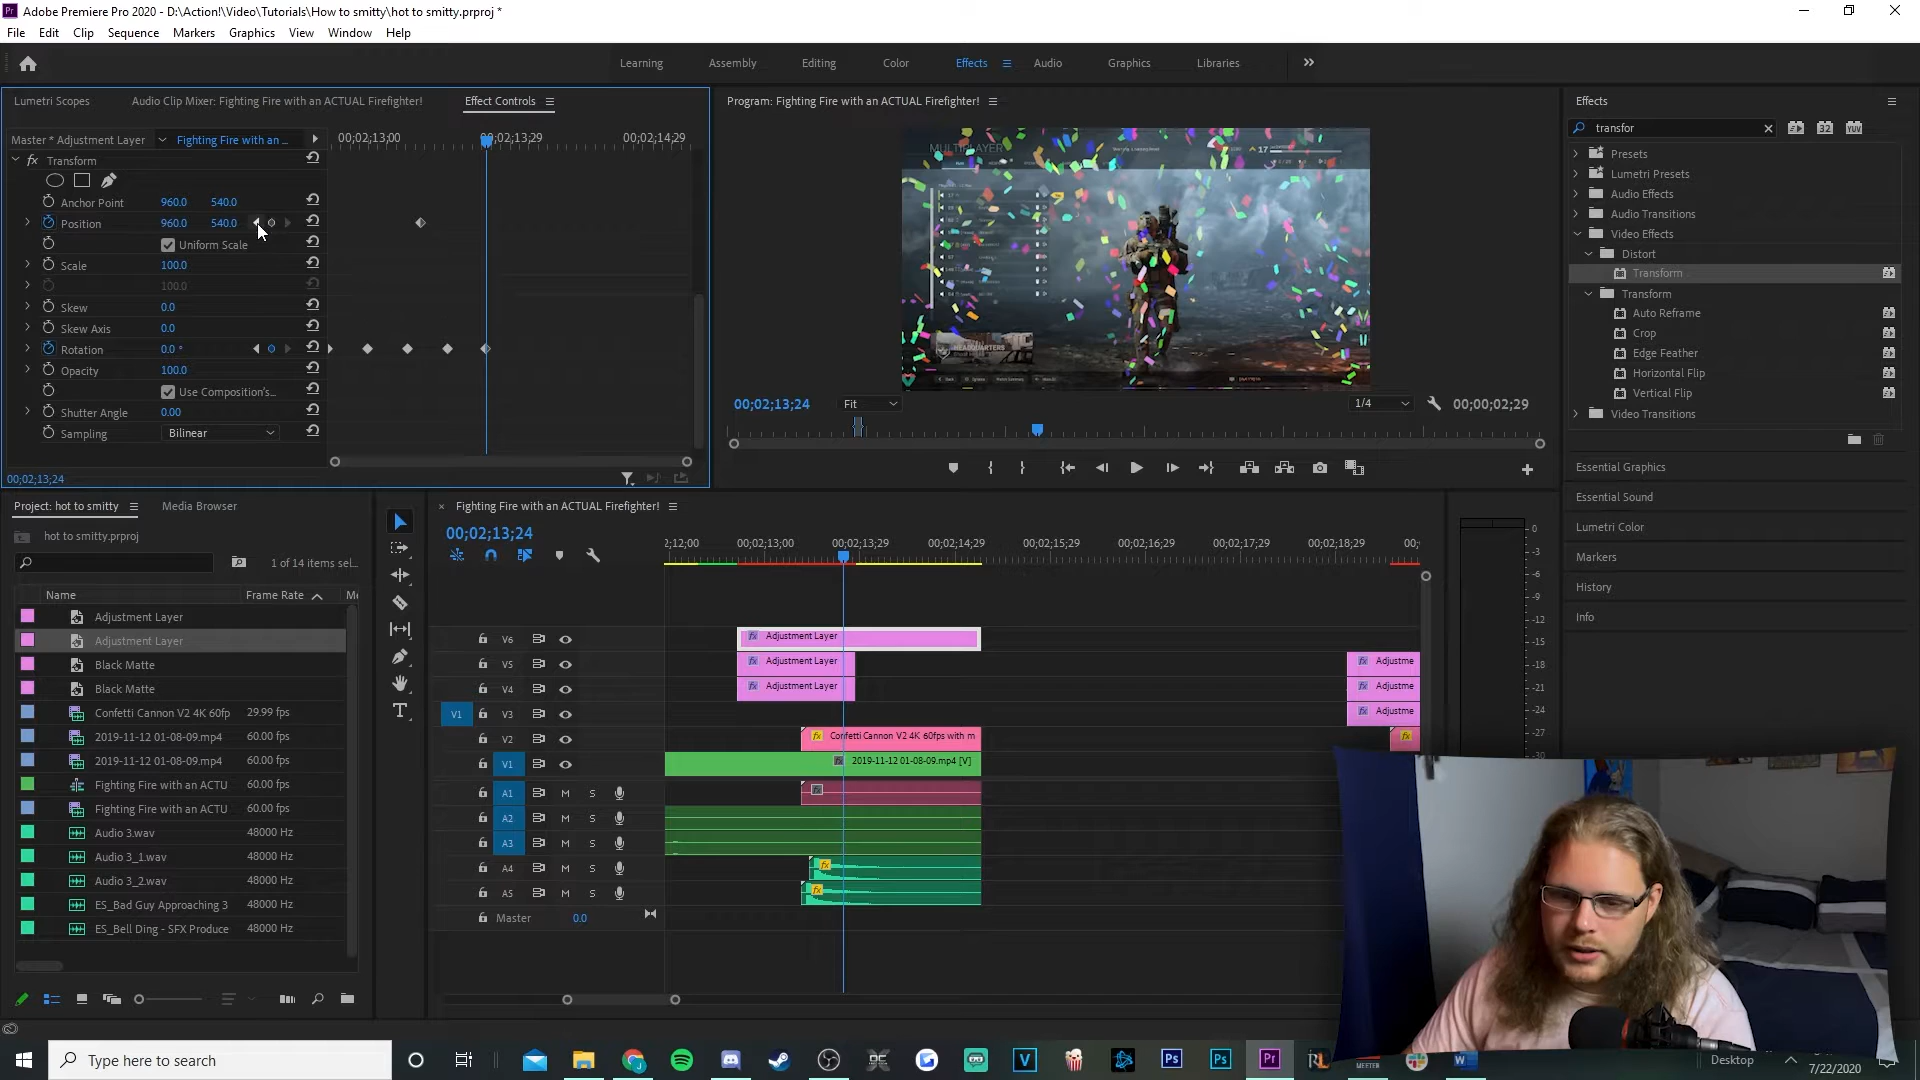 Adobe Premiere Pro 2020 - D:\Action!\Video\Tutorials\How to smitty\hot to smitty.prproj *
File Edit Clip Sequence Markers Graphics View Window Help
Learning Assembly Editing Color Effects Audio Graphics Libraries
Lumetri Scopes Audio Clip Mixer: Fighting Fire with an ACTUAL Firefighter! Effect Controls
Master * Adjustment Layer Fighting Fire with an ... 00;02;13;00 00;02;13;29 00;02;14;29
Transform
Anchor Point 960.0 540.0
Position 960.0 540.0
Uniform Scale
Scale 100.0
100.0
Skew 0.0
Skew Axis 0.0
Rotation 0.0 °
Opacity 100.0
Use Composition's...
Shutter Angle 0.00
Sampling Bilinear
00;02;13;24
Program: Fighting Fire with an ACTUAL Firefighter!
MULTIPLAYER
17
HEADQUARTERS
00;02;13;24 Fit 1/4 00;00;02;29
Effects
transfor
32 YUV
Presets
Lumetri Presets
Audio Effects
Audio Transitions
Video Effects
Distort
Transform
Transform
Auto Reframe
Crop
Edge Feather
Horizontal Flip
Vertical Flip
Video Transitions
Essential Graphics
Essential Sound
Lumetri Color
Markers
History
Info
Project: hot to smitty Media Browser
hot to smitty.prproj
1 of 14 items sel...
Name Frame Rate
Adjustment Layer
Adjustment Layer
Black Matte
Black Matte
Confetti Cannon V2 4K 60fp 29.99 fps
2019-11-12 01-08-09.mp4 60.00 fps
2019-11-12 01-08-09.mp4 60.00 fps
Fighting Fire with an ACTU 60.00 fps
Fighting Fire with an ACTU 60.00 fps
Audio 3.wav 48000 Hz
Audio 3_1.wav 48000 Hz
Audio 3_2.wav 48000 Hz
ES_Bad Guy Approaching 3 48000 Hz
ES_Bell Ding - SFX Produce 48000 Hz
Fighting Fire with an ACTUAL Firefighter!
00;02;13;24
2;12;00 00;02;13;00 00;02;13;29 00;02;14;29 00;02;15;29 00;02;16;29 00;02;17;29 00;02;18;29 00;
V6 Adjustment Layer
V5 Adjustment Layer Adjustme
V4 Adjustment Layer Adjustme
V1 V3 Adjustme
V2 Confetti Cannon V2 4K 60fps with m
V1 2019-11-12 01-08-09.mp4 [V]
A1 M S
A2 M S
A3 M S
A4 M S
A5 M S
Master 0.0
0
-3
-6
-9
-12
-15
-18
-21
-24
-27
-30
Type here to search
Desktop
7/22/2020